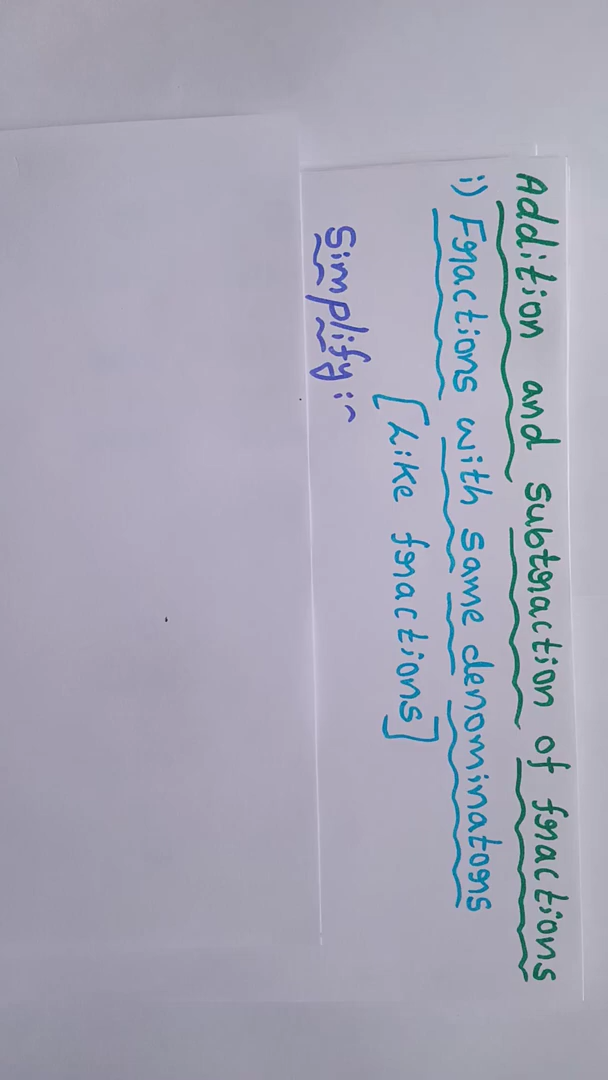 Addition and subtraction of fractions
i) Fractions with same denominators
[Like fractions]
Simplify :-